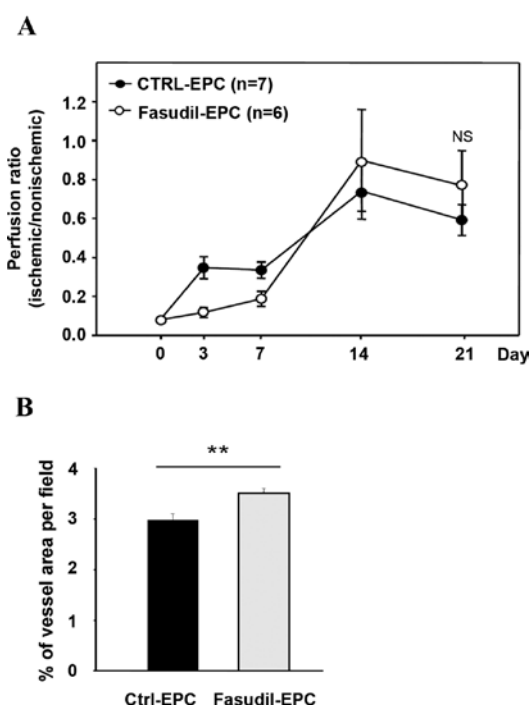 A
CTRL-EPC (n=7)
Fasudil-EPC (n=6)
1.2
1.0
0.8
0.6
0.4
0.2
0.0
Perfusion ratio
(ischemic/nonischemic)
NS
0 3 7 14 21 Day
B
**
4
3
2
1
0
% of vessel area per field
Ctrl-EPC Fasudil-EPC